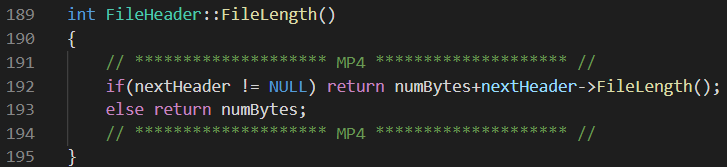 189 int FileHeader::FileLength()
190 {
191 // ******************** MP4 ******************** //
192 if(nextHeader != NULL) return numBytes+nextHeader->FileLength();
193 else return numBytes;
194 // ******************** MP4 ******************** //
195 }